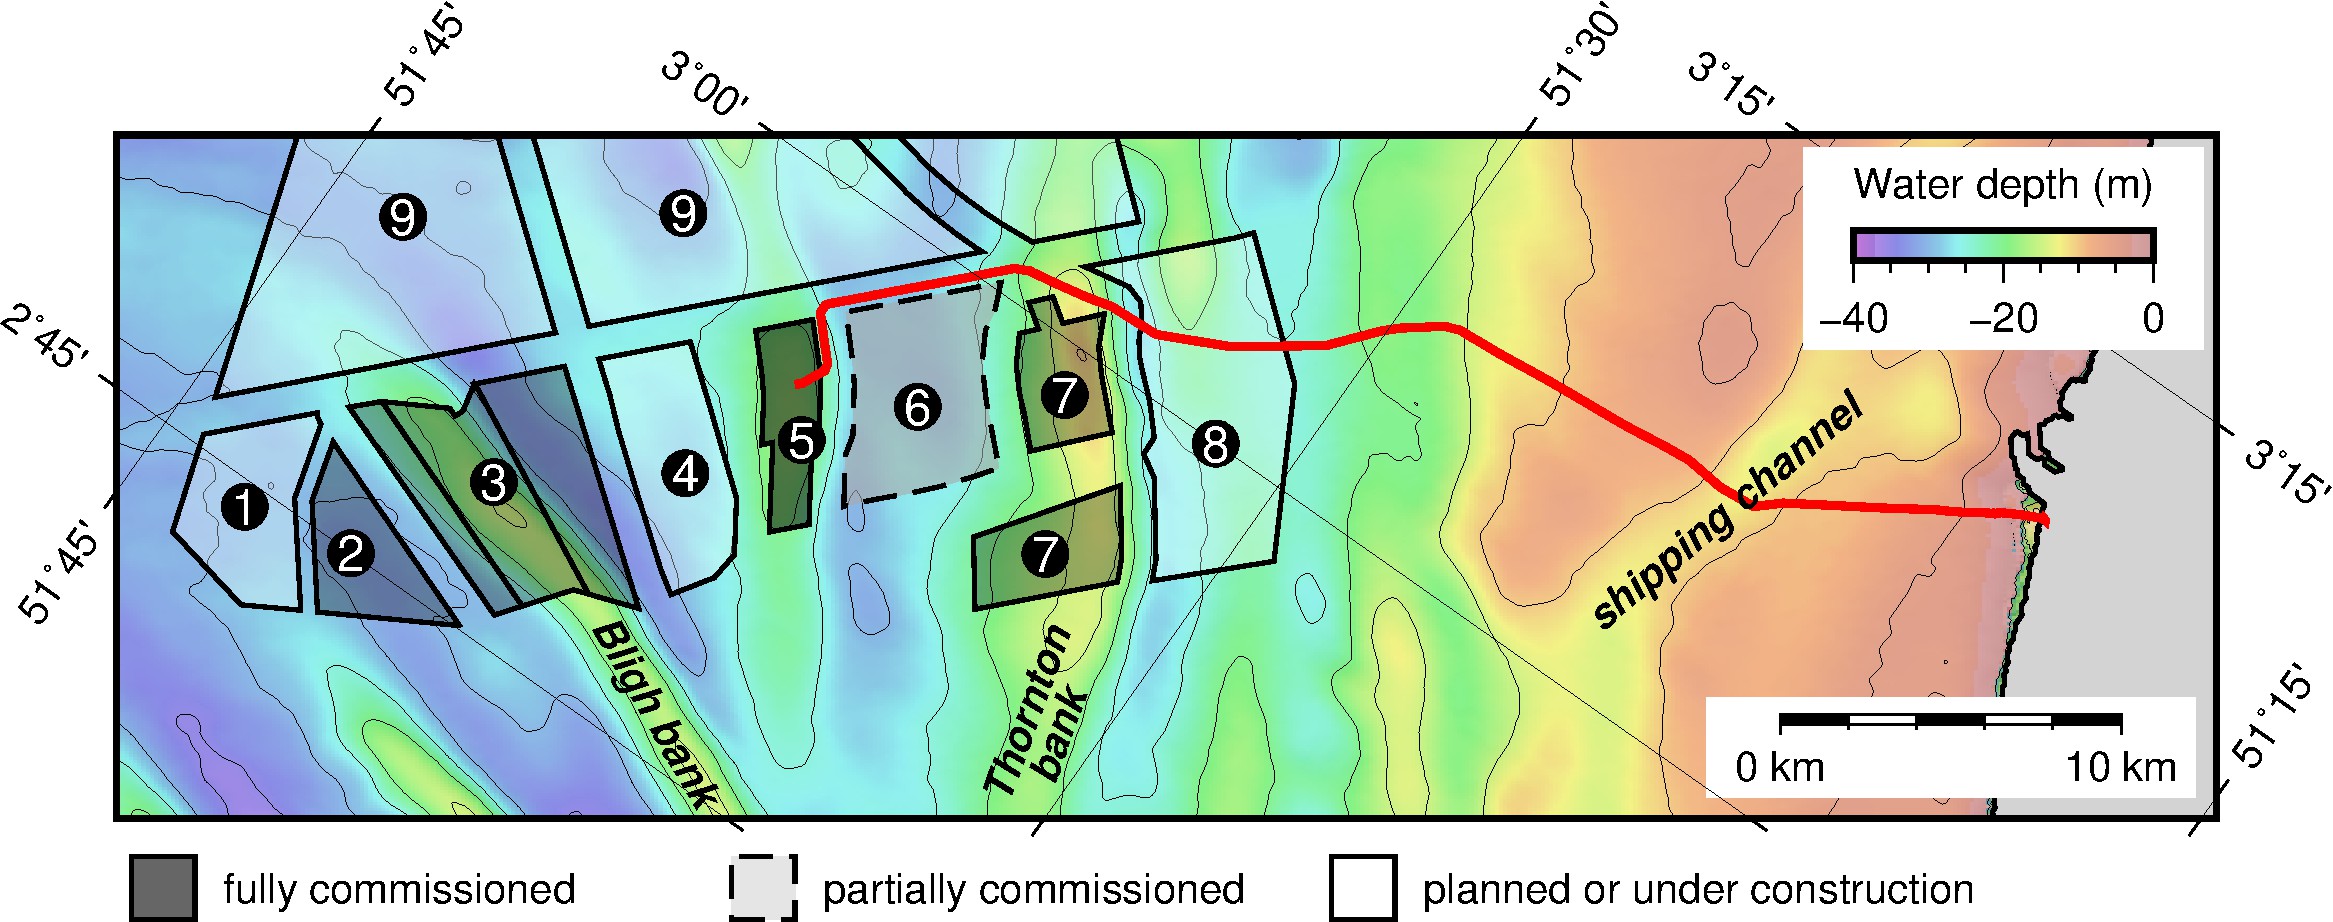 51°45'
3°00'
51°30'
3°15'
Water depth (m)
−40 −20 0
9
9
2°45'
5
6
7
8
4
3
1
2
7
shipping channel
3°15'
51°45'
Bligh bank
Thornton
bank
0 km 10 km
51°15'
fully commissioned
partially commissioned
planned or under construction